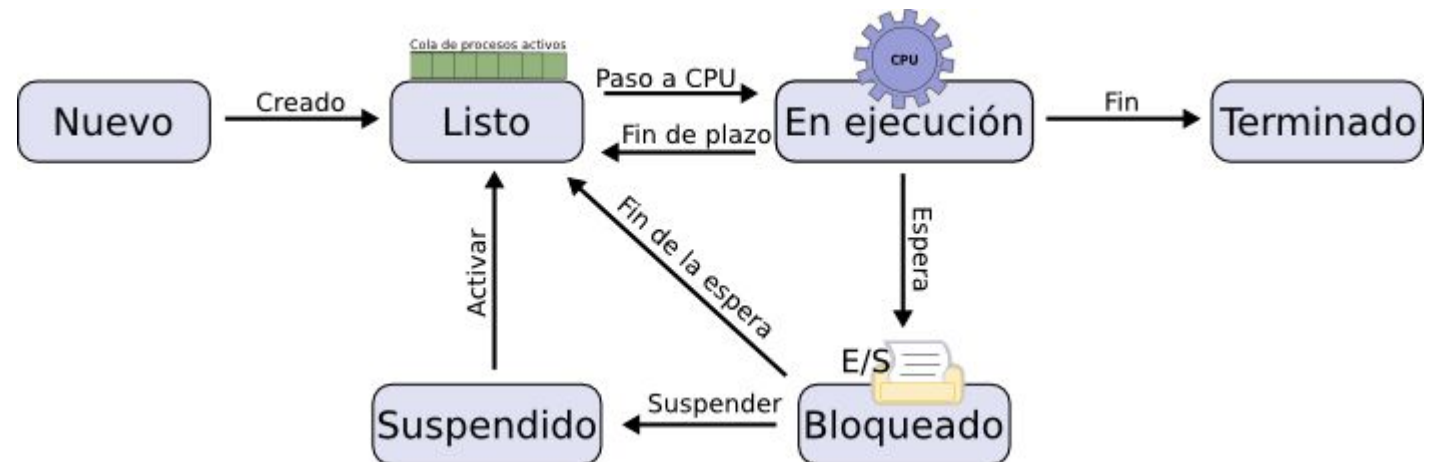 Cola de procesos activos
CPU
Nuevo
Creado
Listo
Paso a CPU
Fin de plazo
En ejecución
Fin
Terminado
Activar
Fin de la espera
Espera
E/S
Suspendido
Suspender
Bloqueado